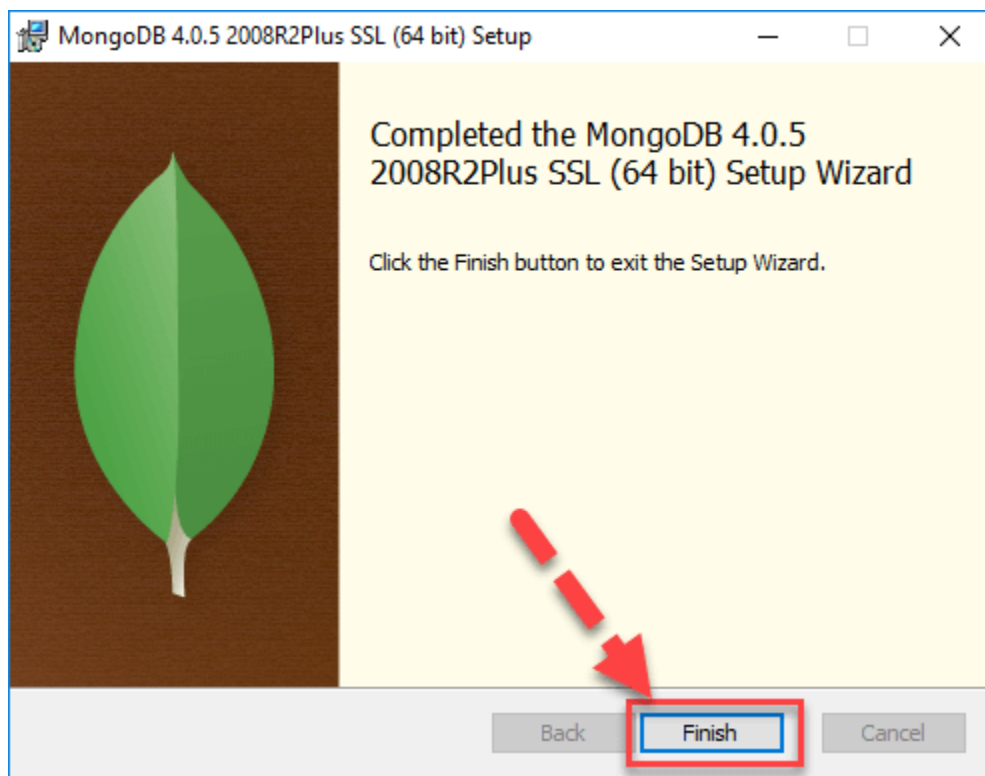 MongoDB 4.0.5 2008R2Plus SSL (64 bit) Setup
Completed the MongoDB 4.0.5
2008R2Plus SSL (64 bit) Setup Wizard
Click the Finish button to exit the Setup Wizard.
Back Finish Cancel